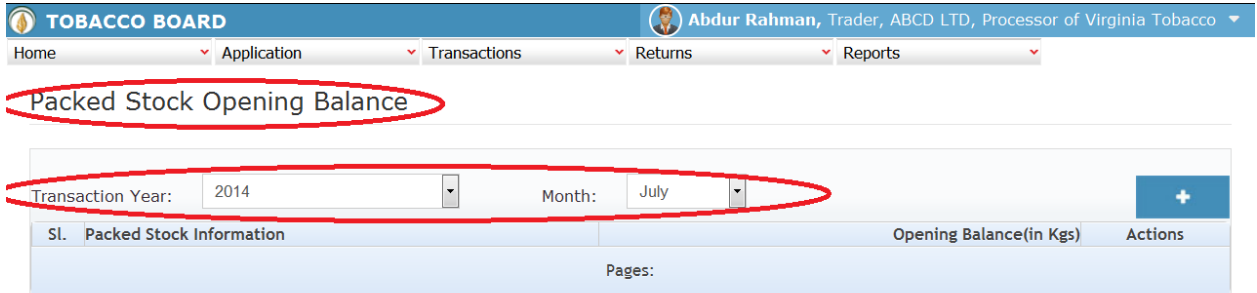 TOBACCO BOARD Abdur Rahman, Trader, ABCD LTD, Processor of Virginia Tobacco
Home Application Transactions Returns Reports
Packed Stock Opening Balance
Transaction Year: 2014 Month: July +
Sl. Packed Stock Information Opening Balance(in Kgs) Actions
Pages: